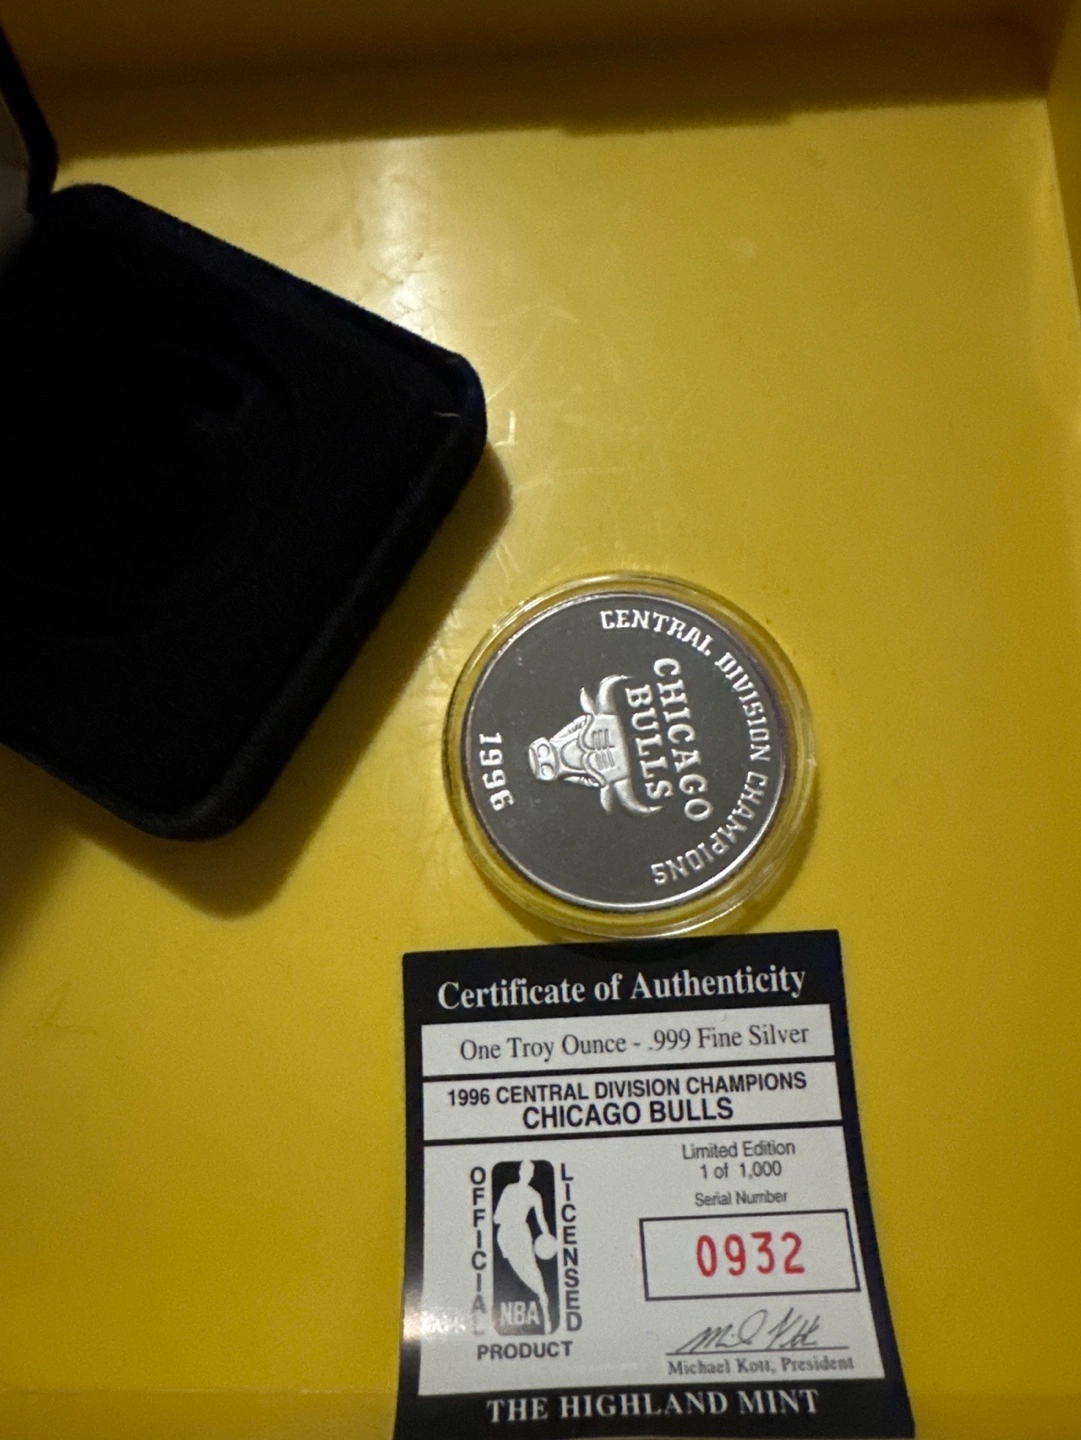 CENTRAL DIVISION CHAMPIONS
CHICAGO
BULLS
1996
Certificate of Authenticity
One Troy Ounce - .999 Fine Silver
1996 CENTRAL DIVISION CHAMPIONS
CHICAGO BULLS
OFFICIAL
LICENSED
NBA
PRODUCT
Limited Edition
1 of 1,000
Serial Number
0932
Michael Kott, President
THE HIGHLAND MINT